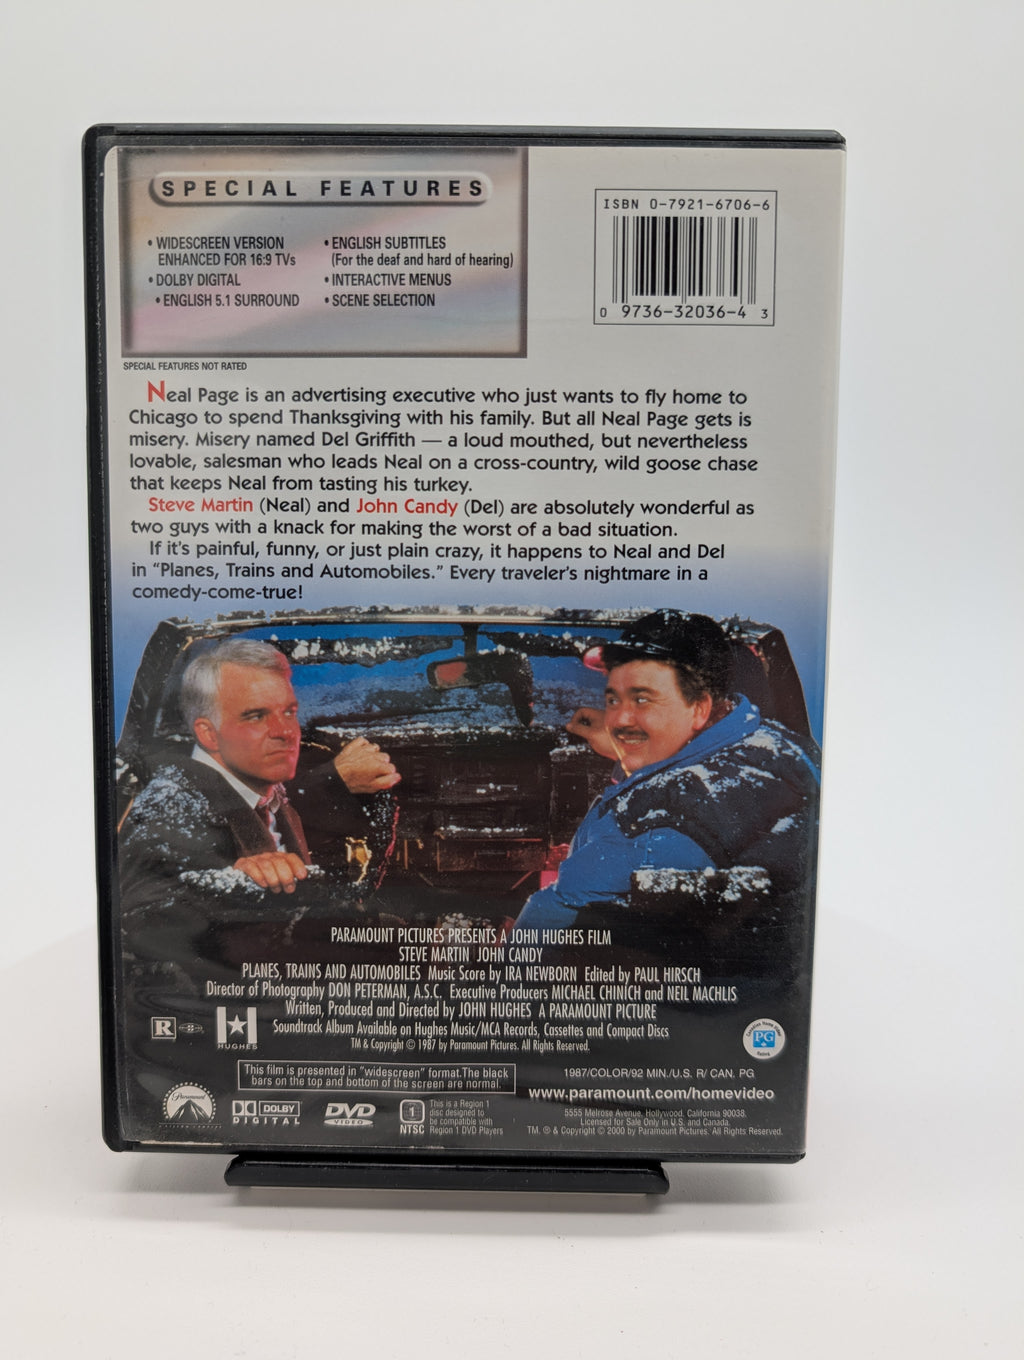 SPECIAL FEATURES
• WIDESCREEN VERSION
ENHANCED FOR 16:9 TVs
• DOLBY DIGITAL
• ENGLISH 5.1 SURROUND
• ENGLISH SUBTITLES
(For the deaf and hard of hearing)
• INTERACTIVE MENUS
• SCENE SELECTION
SPECIAL FEATURES NOT RATED
ISBN 0-7921-6706-6
0 9736-32036-4 3
Neal Page is an advertising executive who just wants to fly home to
Chicago to spend Thanksgiving with his family. But all Neal Page gets is
misery. Misery named Del Griffith — a loud mouthed, but nevertheless
lovable, salesman who leads Neal on a cross-country, wild goose chase
that keeps Neal from tasting his turkey.
Steve Martin (Neal) and John Candy (Del) are absolutely wonderful as
two guys with a knack for making the worst of a bad situation.
If it's painful, funny, or just plain crazy, it happens to Neal and Del
in "Planes, Trains and Automobiles." Every traveler's nightmare in a
comedy-come-true!
PARAMOUNT PICTURES PRESENTS A JOHN HUGHES FILM
STEVE MARTIN JOHN CANDY
PLANES, TRAINS AND AUTOMOBILES Music Score by IRA NEWBORN Edited by PAUL HIRSCH
Director of Photography DON PETERMAN, A.S.C. Executive Producers MICHAEL CHINICH and NEIL MACHLIS
Written, Produced and Directed by JOHN HUGHES A PARAMOUNT PICTURE
Soundtrack Album Available on Hughes Music/MCA Records, Cassettes and Compact Discs
TM & Copyright © 1987 by Paramount Pictures. All Rights Reserved.
R
HUGHES
Canadian Home Video
PG
This film is presented in "widescreen" format.The black
bars on the top and bottom of the screen are normal.
1987/COLOR/92 MIN./U.S. R/ CAN. PG
www.paramount.com/homevideo
Paramount
DOLBY
DIGITAL
DVD
VIDEO
1
NTSC
This is a Region 1
disc designed to
be compatible with
Region 1 DVD Players
5555 Melrose Avenue, Hollywood, California 90038.
Licensed for Sale Only in U.S. and Canada.
TM, ® & Copyright © 2000 by Paramount Pictures. All Rights Reserved.